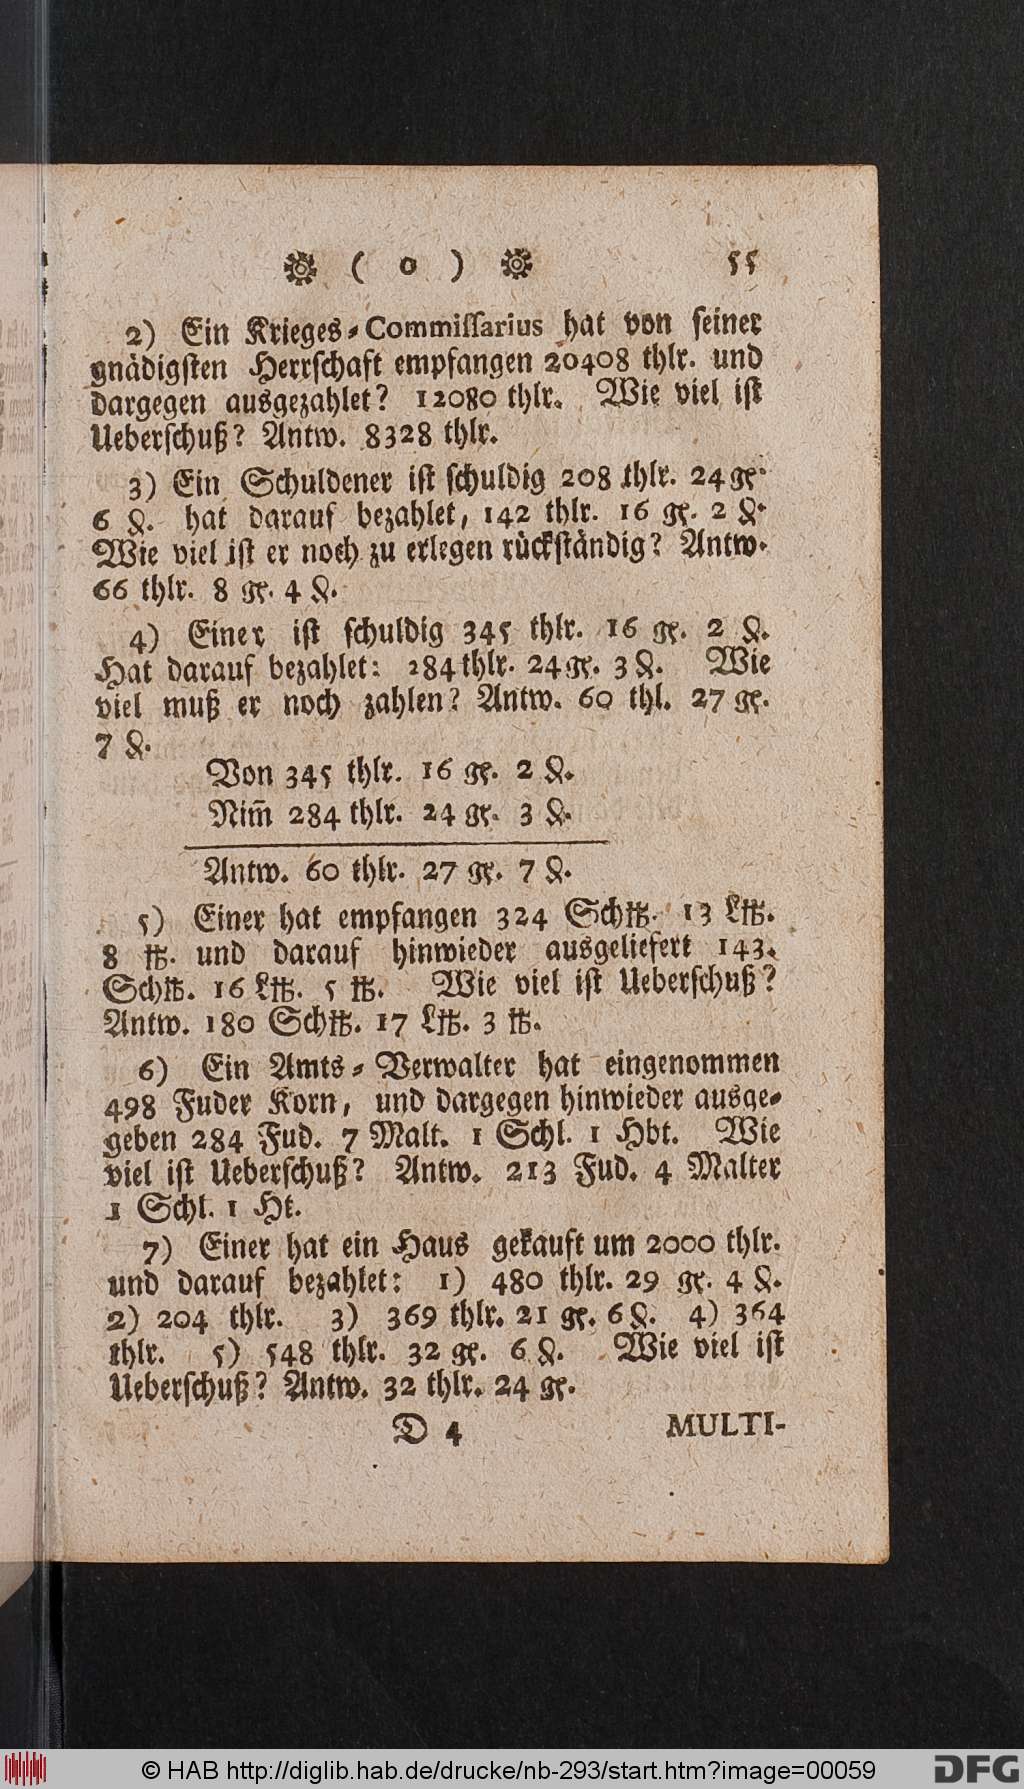 ( 0 ) 55
2) Ein Krieges⸗Commissarius hat von seiner
gnädigsten Herrschaft empfangen 20408 thlr. und
dargegen ausgezahlet? 12080 thlr. Wie viel ist
Ueberschuß? Antw. 8328 thlr.
3) Ein Schuldener ist schuldig 208 thlr. 24 gr.
6 ₰. hat darauf bezahlet, 142 thlr. 16 gr. 2 ₰.
Wie viel ist er noch zu erlegen rückständig? Antw.
66 thlr. 8 gr. 4 ₰.
4) Einer ist schuldig 345 thlr. 16 gr. 2 ₰.
Hat darauf bezahlet: 284 thlr. 24 gr. 3 ₰. Wie
viel muß er noch zahlen? Antw. 60 thl. 27 gr.
7 ₰.
Von 345 thlr. 16 gr. 2 ₰.
Nim̄ 284 thlr. 24 gr. 3 ₰.
Antw. 60 thlr. 27 gr. 7 ₰.
5) Einer hat empfangen 324 Sch℔. 13 L℔.
8 ℔. und darauf hinwieder ausgeliefert 143.
Sch℔. 16 L℔. 5 ℔. Wie viel ist Ueberschuß?
Antw. 180 Sch℔. 17 L℔. 3 ℔.
6) Ein Amts⸗Verwalter hat eingenommen
498 Fuder Korn, und dargegen hinwieder ausge⸗
geben 284 Fud. 7 Malt. 1 Schl. 1 Hbt. Wie
viel ist Ueberschuß? Antw. 213 Fud. 4 Malter
1 Schl. 1 Ht.
7) Einer hat ein Haus gekauft um 2000 thlr.
und darauf bezahlet: 1) 480 thlr. 29 gr. 4 ₰.
2) 204 thlr. 3) 369 thlr. 21 gr. 6 ₰. 4) 364
thlr. 5) 548 thlr. 32 gr. 6 ₰. Wie viel ist
Ueberschuß? Antw. 32 thlr. 24 gr.
D 4 MULTI-
© HAB http://diglib.hab.de/drucke/nb-293/start.htm?image=00059 DFG